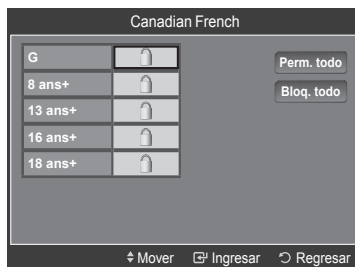 Canadian French
G
8 ans+
13 ans+
16 ans+
18 ans+
Perm. todo
Bloq. todo
Mover Ingresar Regresar